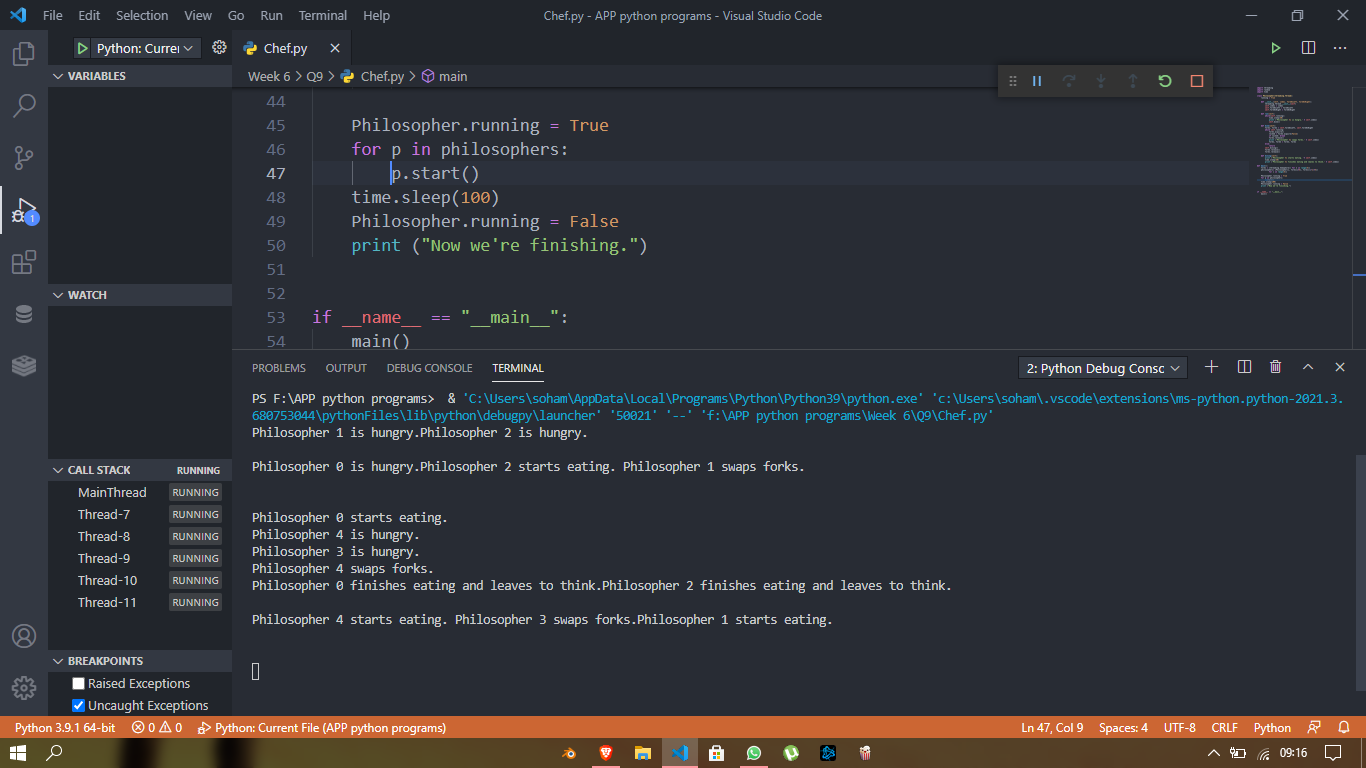 File Edit Selection View Go Run Terminal Help Chef.py - APP python programs - Visual Studio Code
Python: Currer Chef.py
VARIABLES
Week 6 > Q9 > Chef.py > main
44
45 Philosopher.running = True
46 for p in philosophers:
47 p.start()
48 time.sleep(100)
49 Philosopher.running = False
50 print ("Now we're finishing.")
51
52
53 if __name__ == "__main__":
54 main()
1
WATCH
CALL STACK RUNNING
MainThread RUNNING
Thread-7 RUNNING
Thread-8 RUNNING
Thread-9 RUNNING
Thread-10 RUNNING
Thread-11 RUNNING
BREAKPOINTS
Raised Exceptions
Uncaught Exceptions
PROBLEMS OUTPUT DEBUG CONSOLE TERMINAL 2: Python Debug Consc
PS F:\APP python programs> & 'C:\Users\soham\AppData\Local\Programs\Python\Python39\python.exe' 'c:\Users\soham\.vscode\extensions\ms-python.python-2021.3.
680753044\pythonFiles\lib\python\debugpy\launcher' '50021' '--' 'f:\APP python programs\Week 6\Q9\Chef.py'
Philosopher 1 is hungry.Philosopher 2 is hungry.
Philosopher 0 is hungry.Philosopher 2 starts eating. Philosopher 1 swaps forks.
Philosopher 0 starts eating.
Philosopher 4 is hungry.
Philosopher 3 is hungry.
Philosopher 4 swaps forks.
Philosopher 0 finishes eating and leaves to think.Philosopher 2 finishes eating and leaves to think.
Philosopher 4 starts eating. Philosopher 3 swaps forks.Philosopher 1 starts eating.
Python 3.9.1 64-bit 0 0 Python: Current File (APP python programs) Ln 47, Col 9 Spaces: 4 UTF-8 CRLF Python
09:16